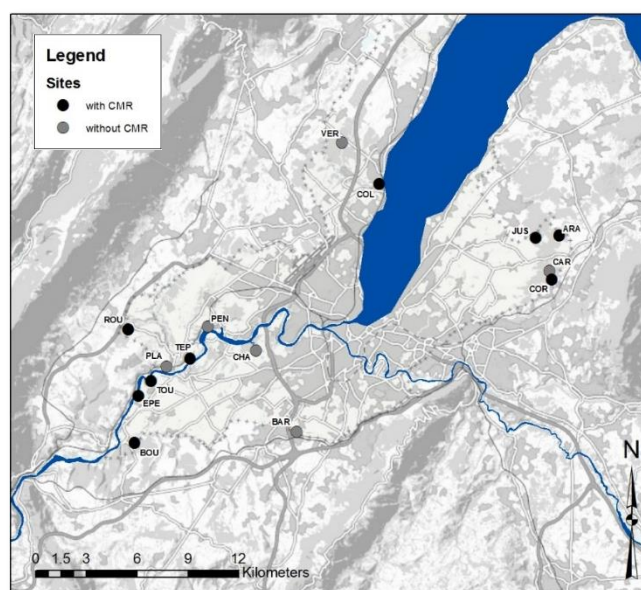 Legend
Sites
with CMR
without CMR
VER
COL
JUS
ARA
CAR
COR
ROU
PEN
PLA
TEP
CHA
TOU
EPE
BAR
BOU
N
0 1.5 3 6 9 12
Kilometers